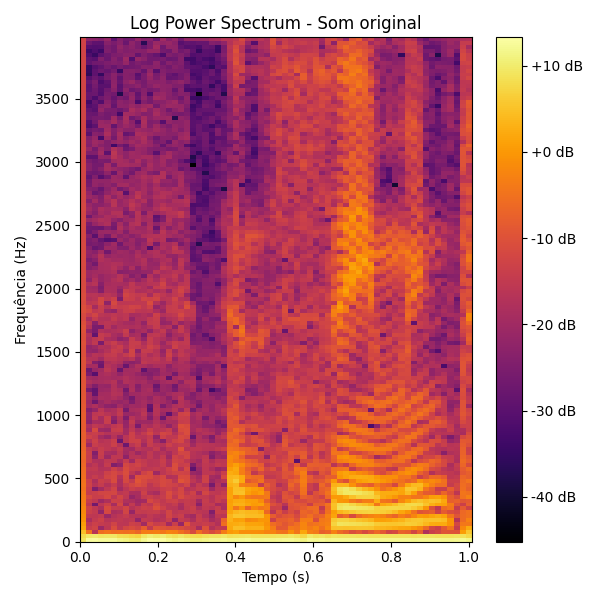 Log Power Spectrum - Som original
Frequência (Hz)
3500
3000
2500
2000
1500
1000
500
0
0.0 0.2 0.4 0.6 0.8 1.0
Tempo (s)
+10 dB
+0 dB
-10 dB
-20 dB
-30 dB
-40 dB